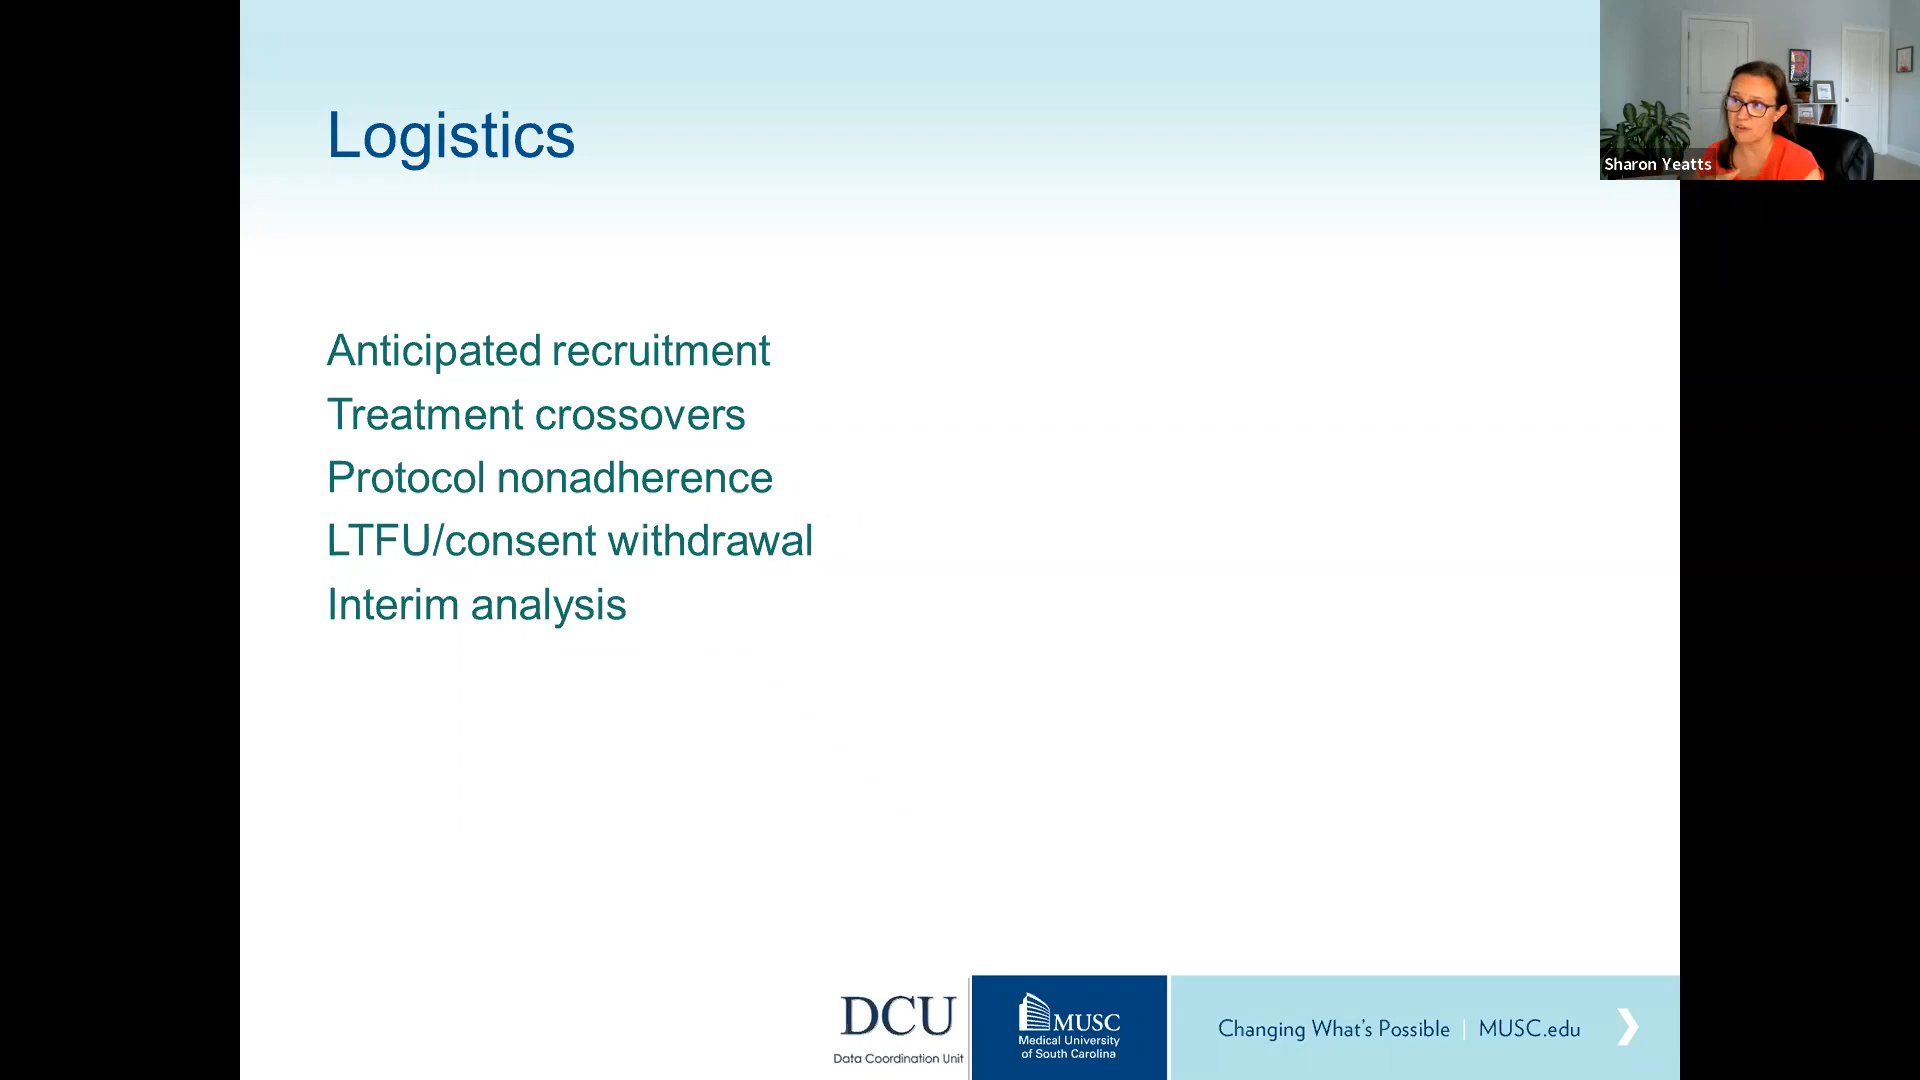 Logistics
Sharon Yeatts
Anticipated recruitment
Treatment crossovers
Protocol nonadherence
LTFU/consent withdrawal
Interim analysis
DCU
Data Coordination Unit
MUSC
Medical University
of South Carolina
Changing What's Possible | MUSC.edu